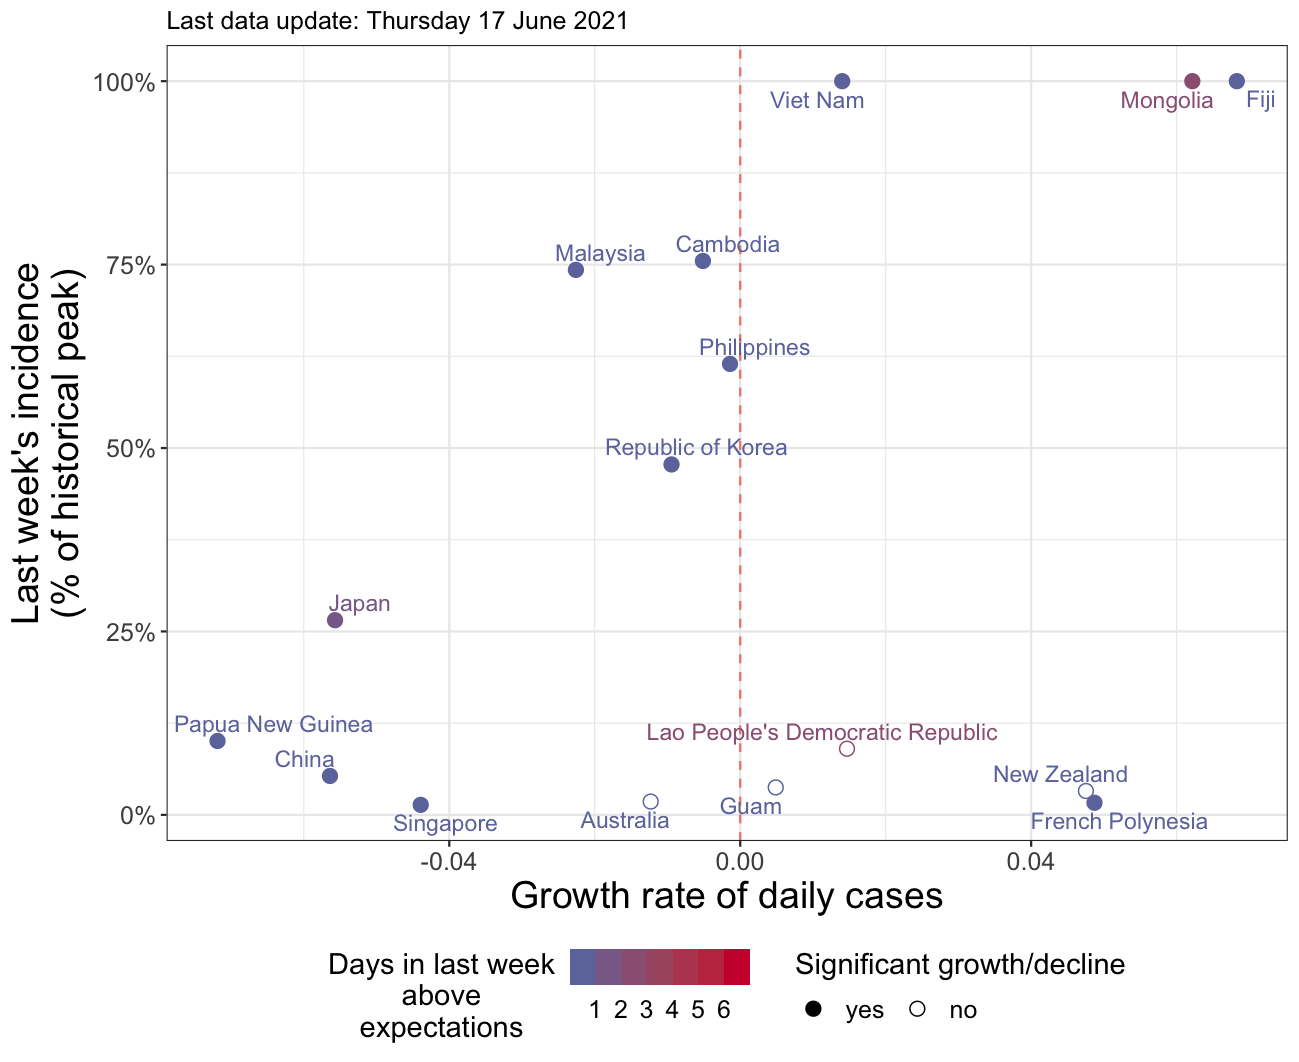 Last data update: Thursday 17 June 2021
Last week's incidence
(% of historical peak)
100%
75%
50%
25%
0%
Viet Nam
Mongolia
Fiji
Malaysia
Cambodia
Philippines
Republic of Korea
Japan
Papua New Guinea
China
Singapore
Lao People's Democratic Republic
Australia
Guam
New Zealand
French Polynesia
-0.04
0.00
0.04
Growth rate of daily cases
Days in last week
above
expectations
1 2 3 4 5 6
Significant growth/decline
yes
no